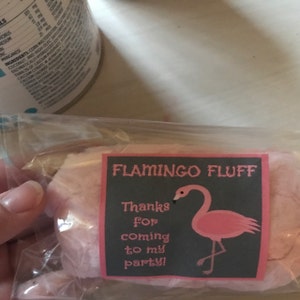 FLAMINGO FLUFF
Thanks
for
coming
to my
party!